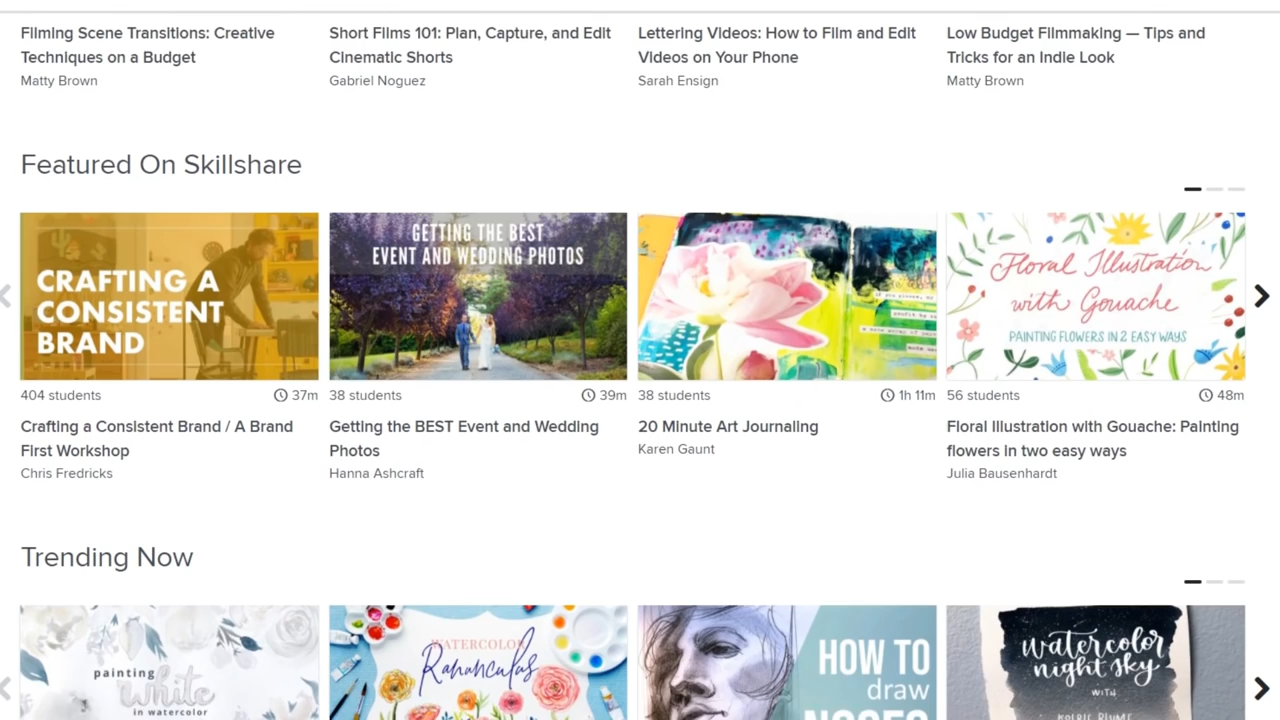 Filming Scene Transitions: Creative
Techniques on a Budget
Matty Brown
Short Films 101: Plan, Capture, and Edit
Cinematic Shorts
Gabriel Noguez
Lettering Videos: How to Film and Edit
Videos on Your Phone
Sarah Ensign
Low Budget Filmmaking — Tips and
Tricks for an Indie Look
Matty Brown
Featured On Skillshare
CRAFTING A
CONSISTENT
BRAND
404 students
37m
Crafting a Consistent Brand / A Brand
First Workshop
Chris Fredricks
GETTING THE BEST
EVENT AND WEDDING PHOTOS
38 students
39m
Getting the BEST Event and Wedding
Photos
Hanna Ashcraft
38 students
1h 11m
20 Minute Art Journaling
Karen Gaunt
Floral Illustration
with Gouache
PAINTING FLOWERS IN 2 EASY WAYS
56 students
48m
Floral Illustration with Gouache: Painting
flowers in two easy ways
Julia Bausenhardt
Trending Now
painting
white
in watercolor
WATERCOLOR
Ranunculus
HOW TO
draw
NOSES
watercolor
night sky
WITH